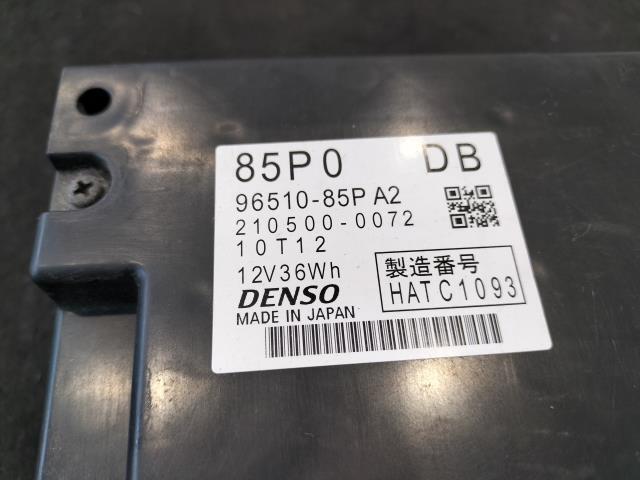 85P0 DB
96510-85P A2
210500-0072
10T12
12V36Wh
DENSO
MADE IN JAPAN
製造番号
HATC1093